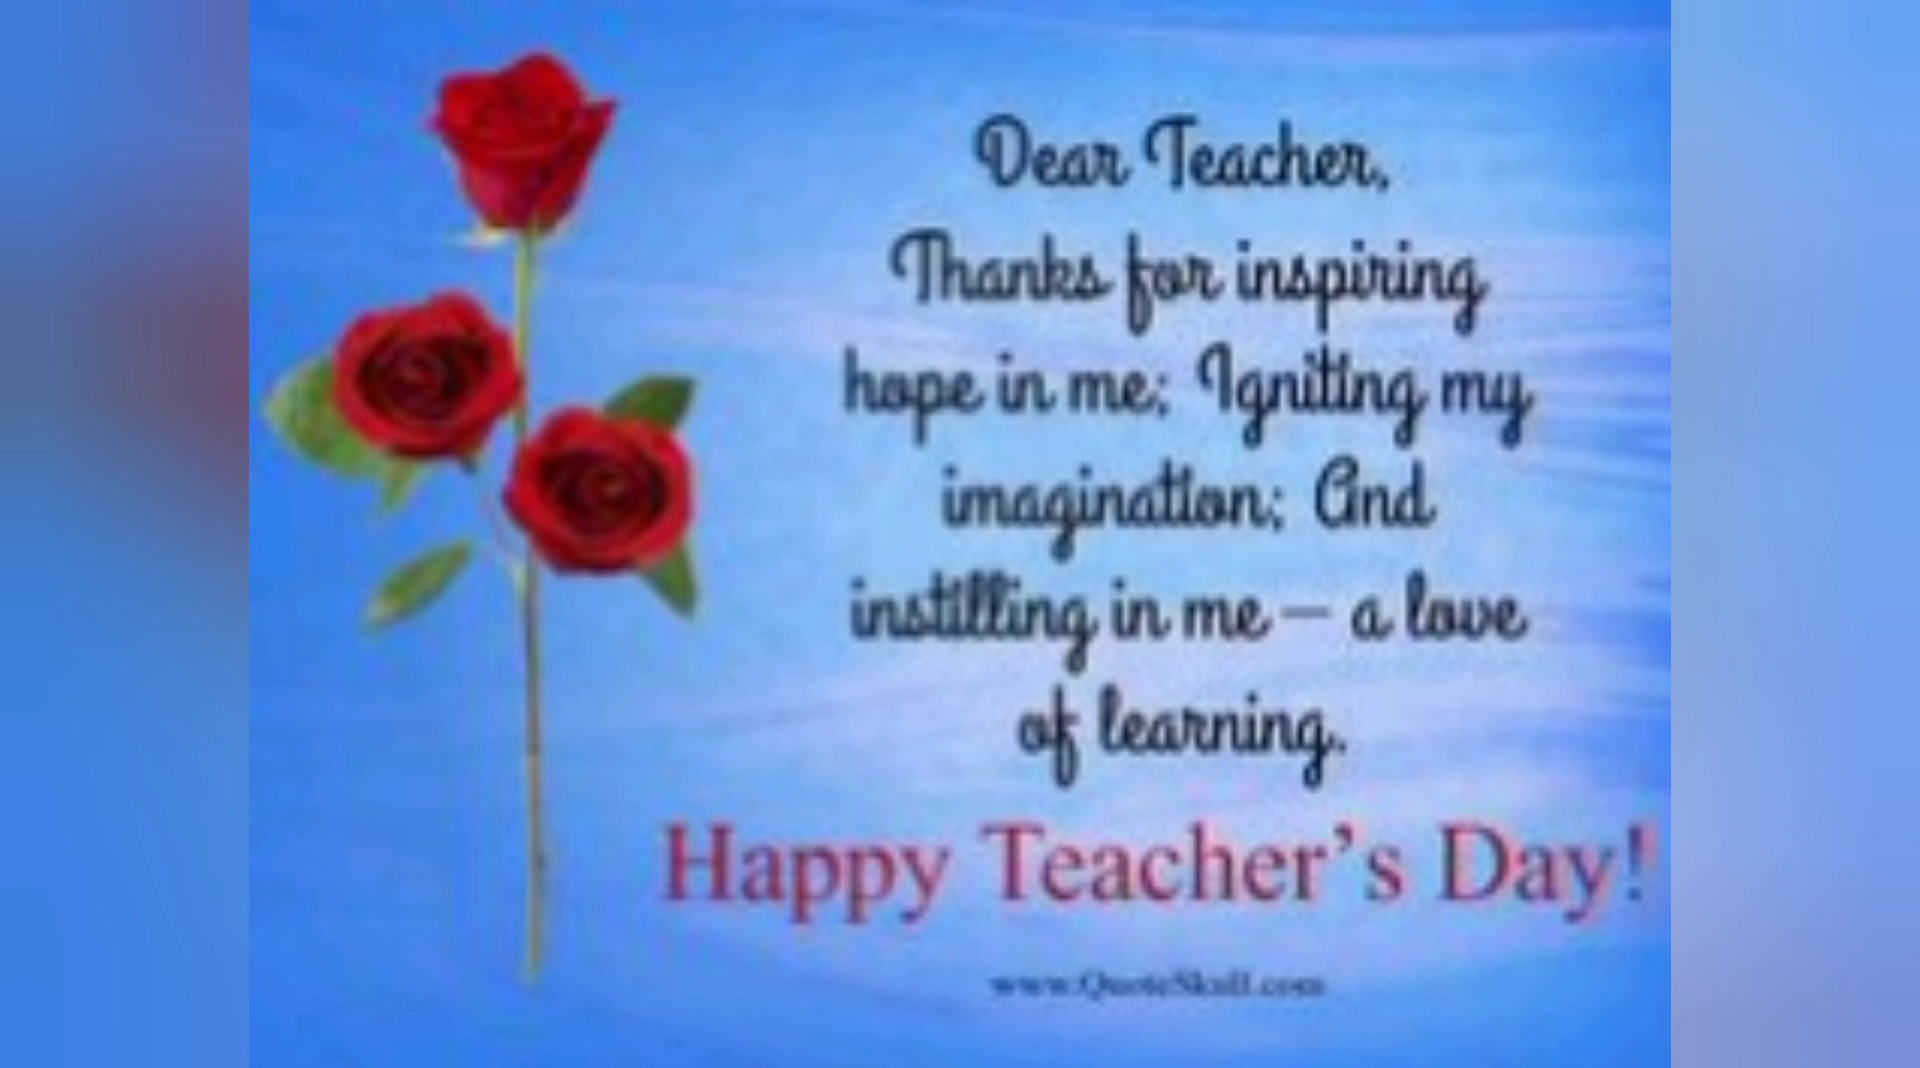 Dear Teacher,
Thanks for inspiring
hope in me; Igniting my
imagination; And
instilling in me – a love
of learning.
Happy Teacher's Day!
www.QuoteSkull.com